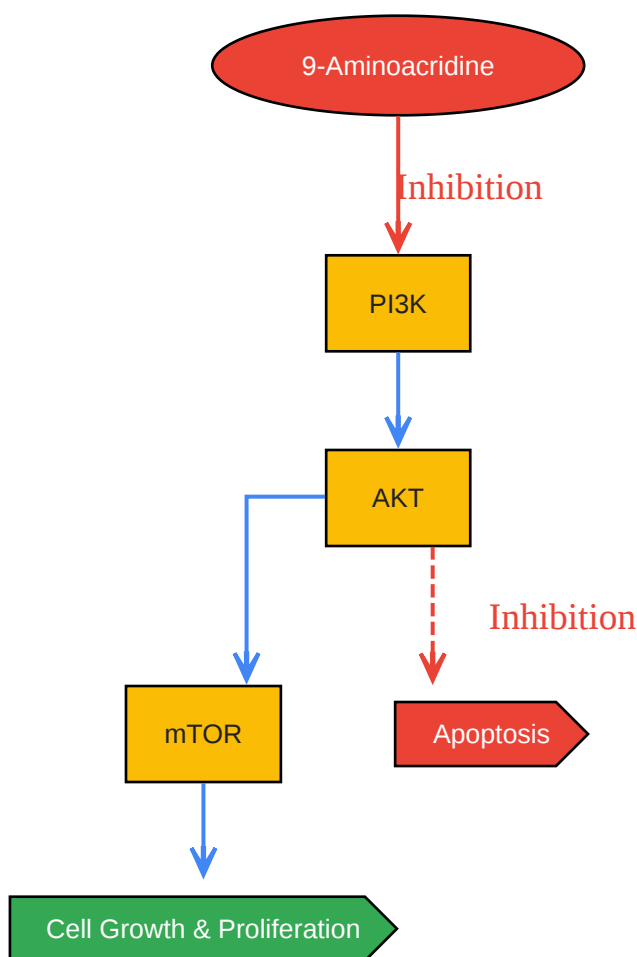 9-Aminoacridine
Inhibition
PI3K
AKT
Inhibition
mTOR
Apoptosis
Cell Growth & Proliferation